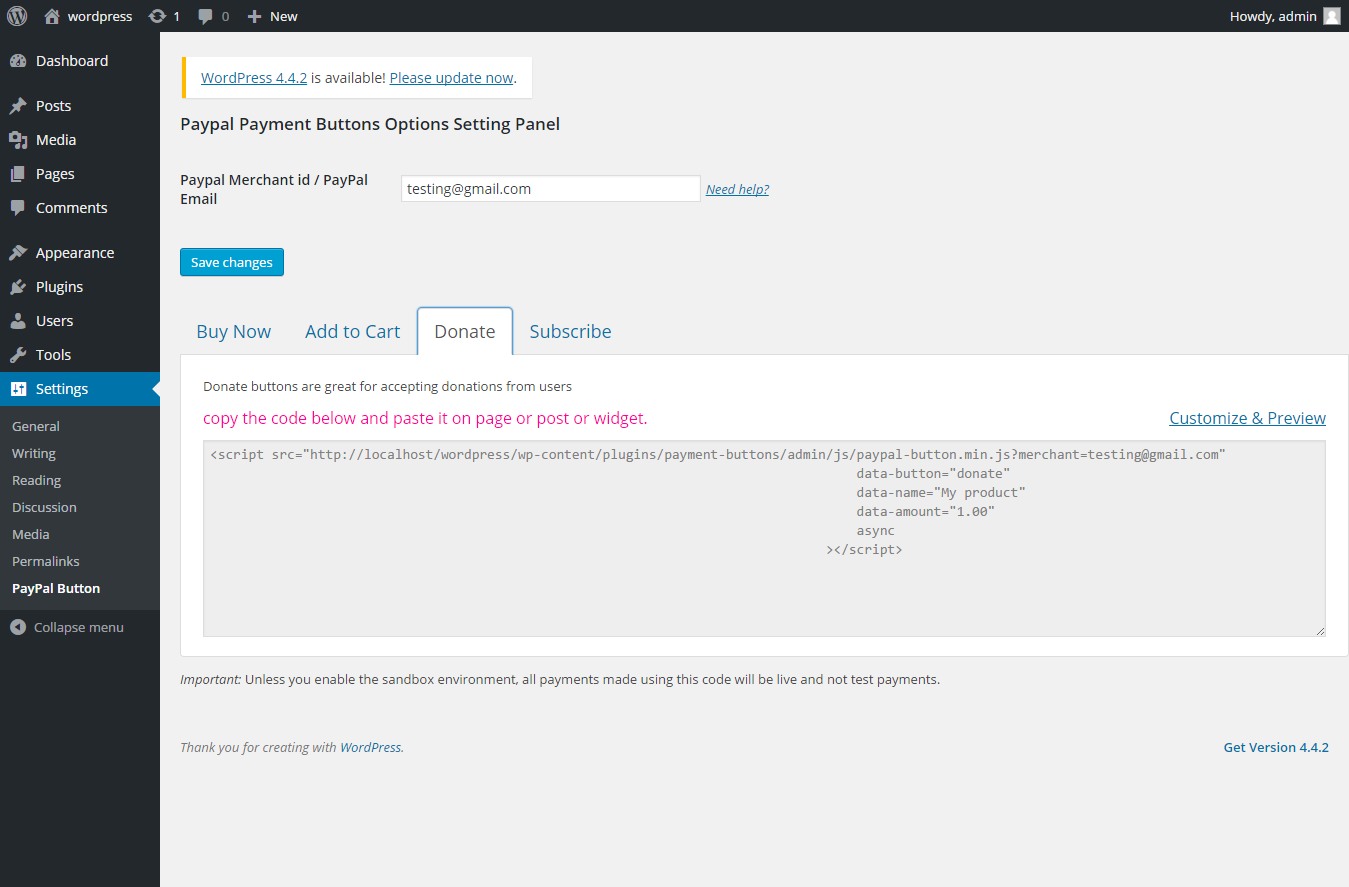 wordpress 1 0 New Howdy, admin
Dashboard
Posts
Media
Pages
Comments
Appearance
Plugins
Users
Tools
Settings
General
Writing
Reading
Discussion
Media
Permalinks
PayPal Button
Collapse menu
WordPress 4.4.2 is available! Please update now.
Paypal Payment Buttons Options Setting Panel
Paypal Merchant id / PayPal
Email
testing@gmail.com Need help?
Save changes
Buy Now Add to Cart Donate Subscribe
Donate buttons are great for accepting donations from users
copy the code below and paste it on page or post or widget. Customize & Preview
<script src="http://localhost/wordpress/wp-content/plugins/payment-buttons/admin/js/paypal-button.min.js?merchant=testing@gmail.com"
data-button="donate"
data-name="My product"
data-amount="1.00"
async
></script>
Important: Unless you enable the sandbox environment, all payments made using this code will be live and not test payments.
Thank you for creating with WordPress. Get Version 4.4.2